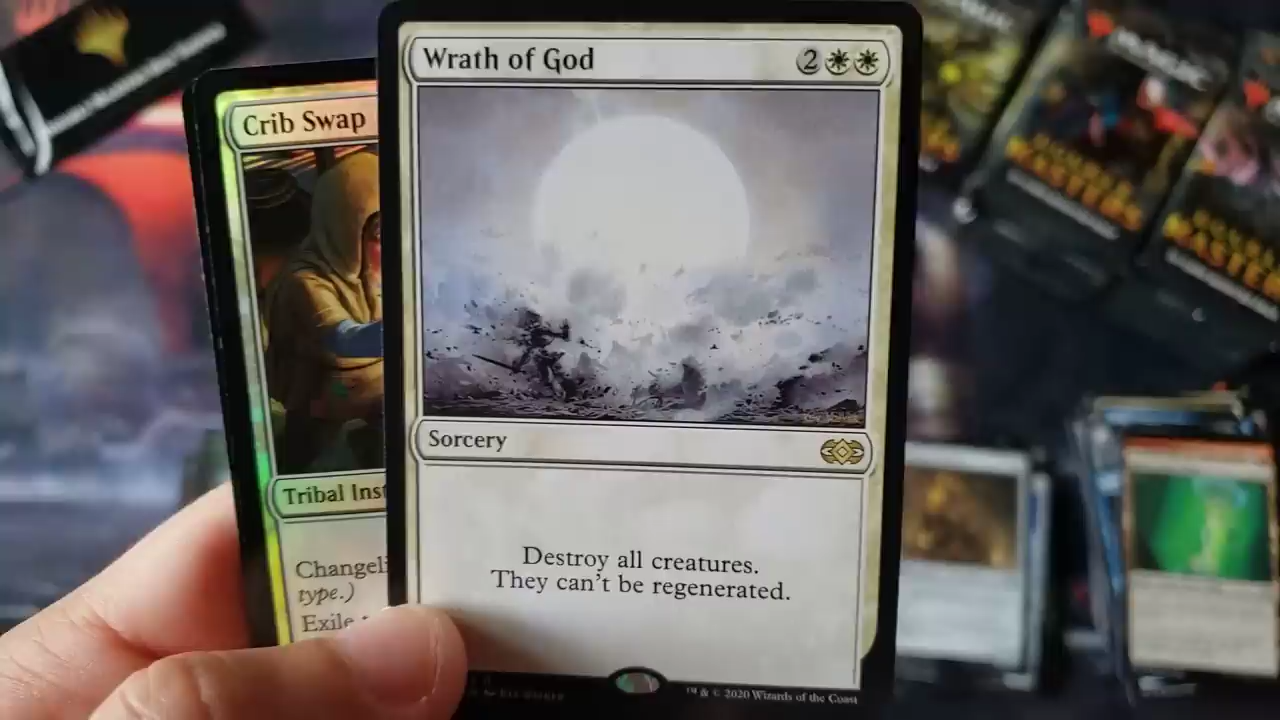 Wrath of God
2
Crib Swap
Sorcery
Tribal Inst
Destroy all creatures.
They can't be regenerated.
Changeli
type.)
Exile
™ & © 2020 Wizards of the Coast
MASTERS